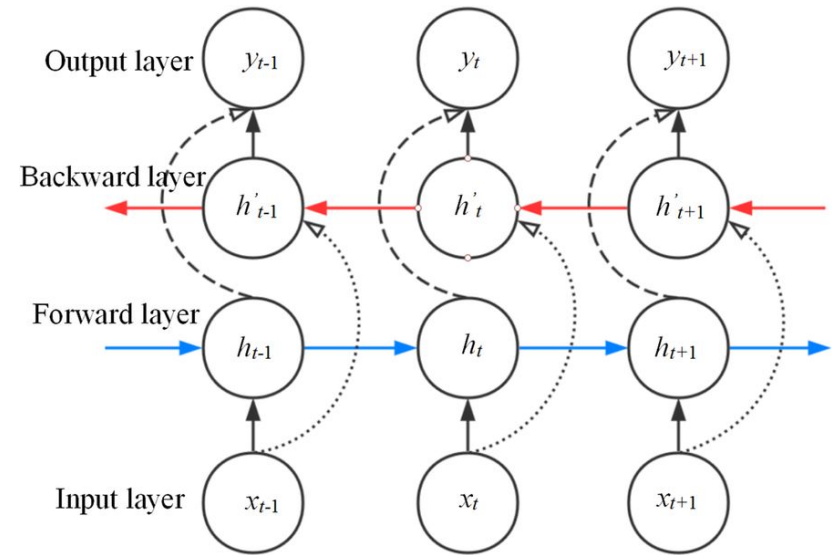 Output layer y_{t-1} y_t y_{t+1}
Backward layer h'_{t-1} h'_t h'_{t+1}
Forward layer h_{t-1} h_t h_{t+1}
Input layer x_{t-1} x_t x_{t+1}